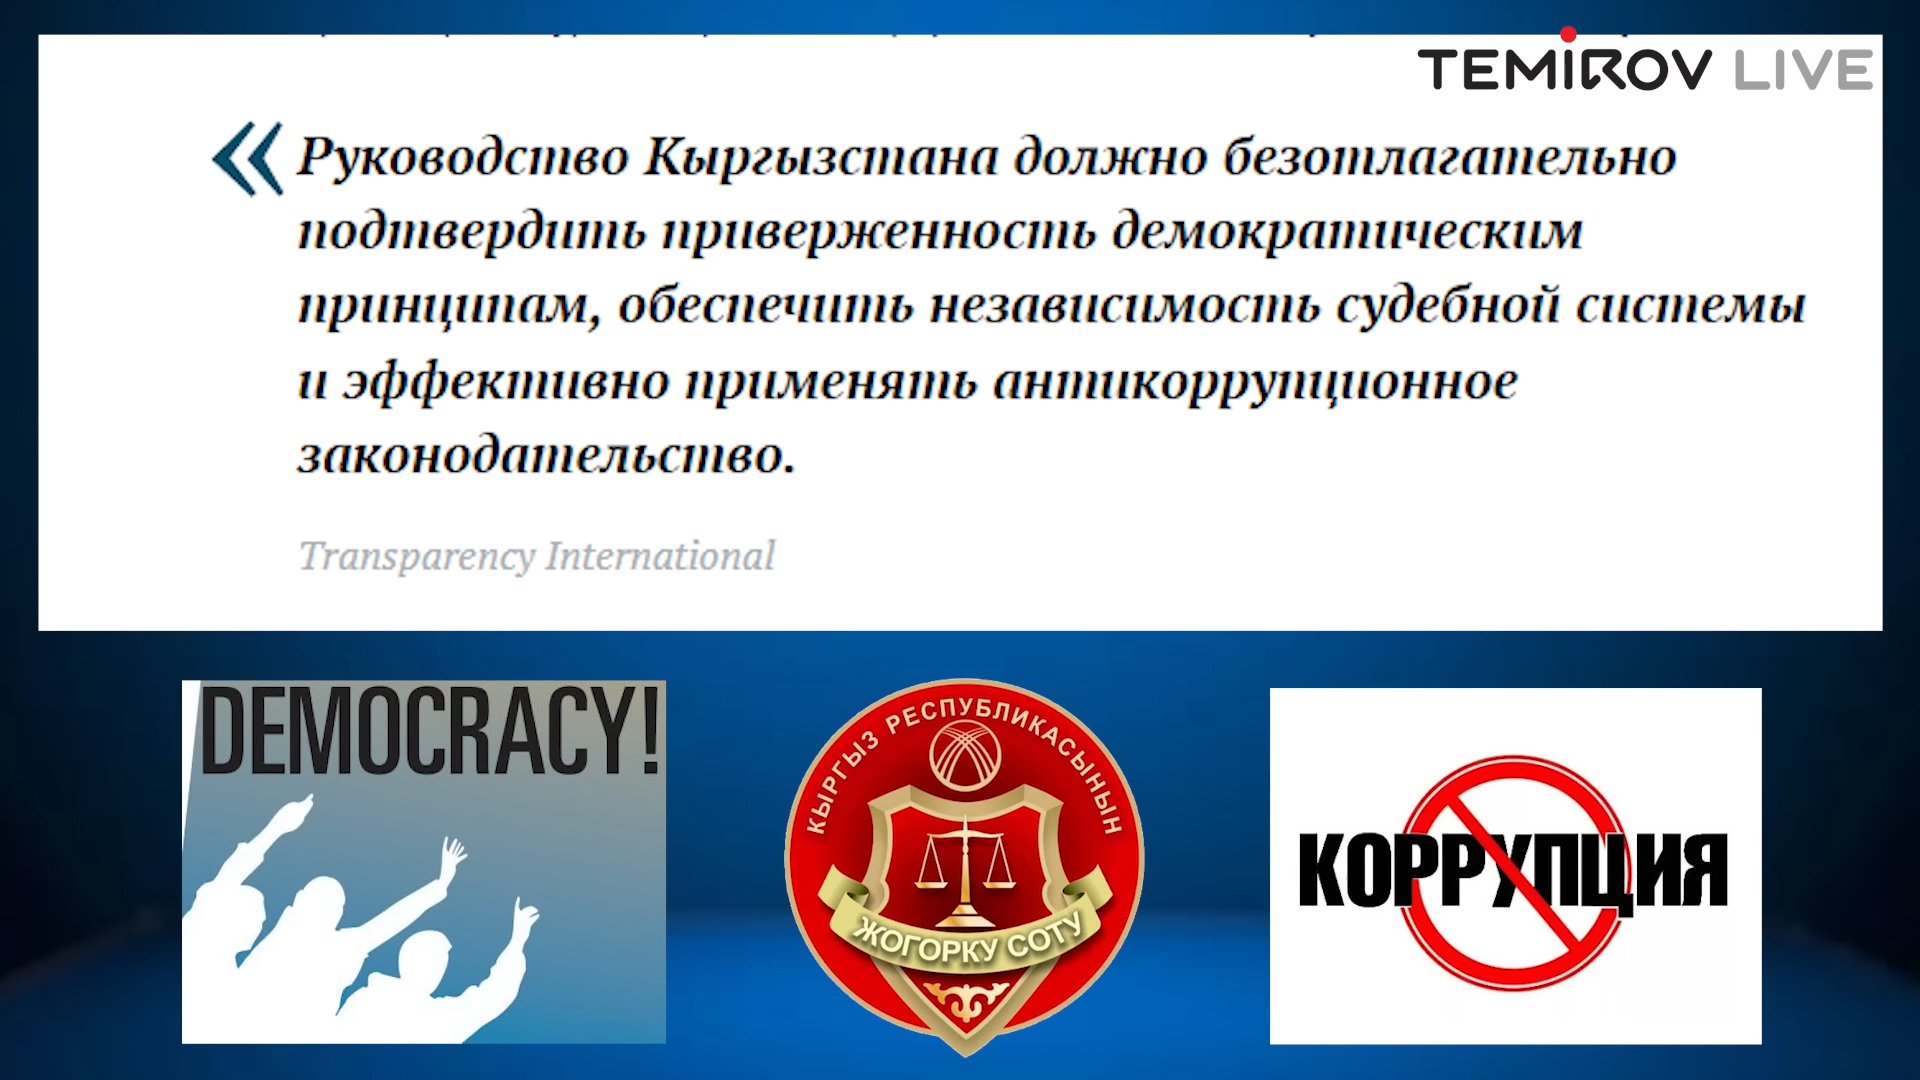 TEMIROV LIVE
« Руководство Кыргызстана должно безотлагательно
подтвердить приверженность демократическим
принципам, обеспечить независимость судебной системы
и эффективно применять антикоррупционное
законодательство.
Transparency International
DEMOCRACY!
КЫРГЫЗ РЕСПУБЛИКАСЫНЫН
ЖОГОРКУ СОТУ
КОРРУПЦИЯ